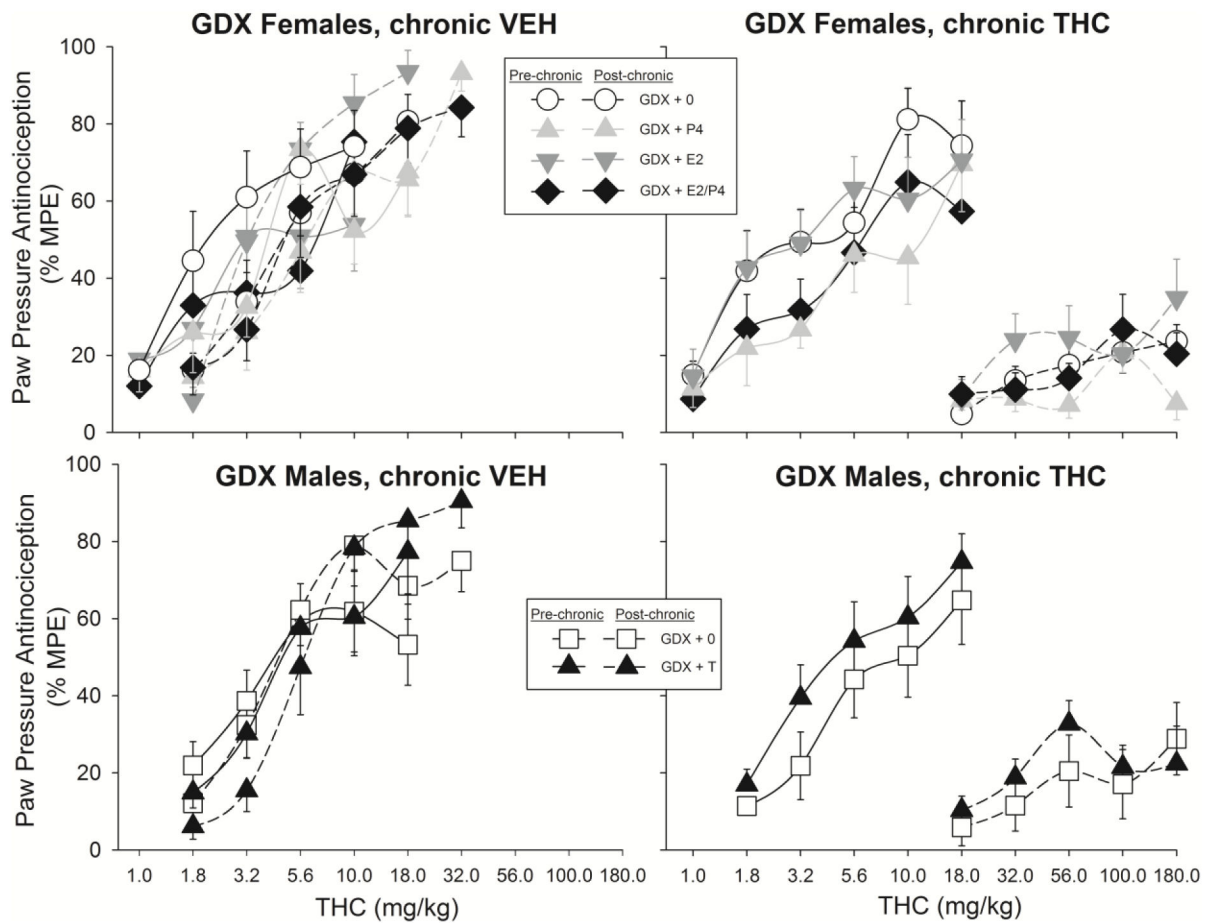 GDX Females, chronic VEH
GDX Females, chronic THC
Paw Pressure Antinociception
(% MPE)
100
80
60
40
20
0
Pre-chronic Post-chronic
GDX + 0
GDX + P4
GDX + E2
GDX + E2/P4
GDX Males, chronic VEH
GDX Males, chronic THC
Paw Pressure Antinociception
(% MPE)
100
80
60
40
20
0
Pre-chronic Post-chronic
GDX + 0
GDX + T
1.0 1.8 3.2 5.6 10.0 18.0 32.0 56.0 100.0 180.0
1.0 1.8 3.2 5.6 10.0 18.0 32.0 56.0 100.0 180.0
THC (mg/kg)
THC (mg/kg)